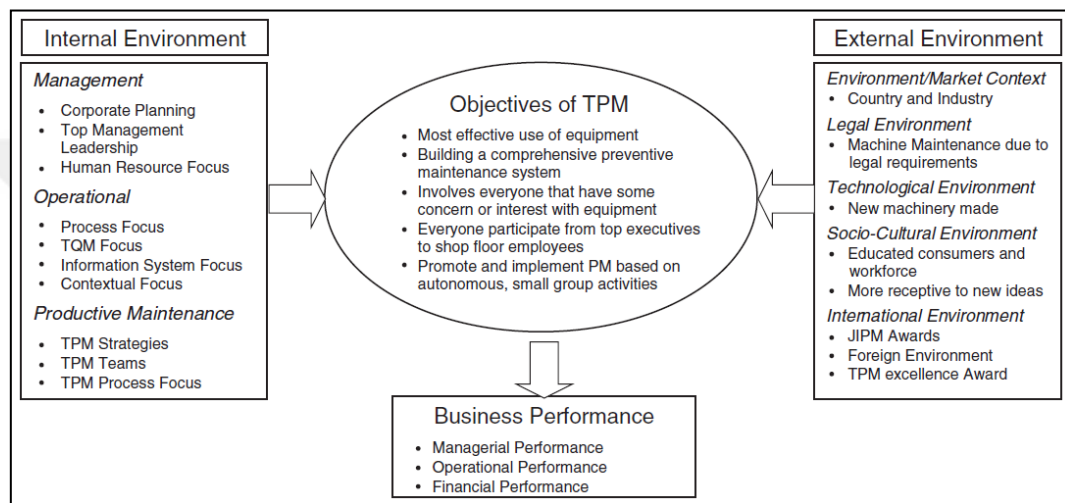 Internal Environment
Management
• Corporate Planning
• Top Management
Leadership
• Human Resource Focus
Operational
• Process Focus
• TQM Focus
• Information System Focus
• Contextual Focus
Productive Maintenance
• TPM Strategies
• TPM Teams
• TPM Process Focus
Objectives of TPM
• Most effective use of equipment
• Building a comprehensive preventive
maintenance system
• Involves everyone that have some
concern or interest with equipment
• Everyone participate from top executives
to shop floor employees
• Promote and implement PM based on
autonomous, small group activities
External Environment
Environment/Market Context
• Country and Industry
Legal Environment
• Machine Maintenance due to
legal requirements
Technological Environment
• New machinery made
Socio-Cultural Environment
• Educated consumers and
workforce
• More receptive to new ideas
International Environment
• JIPM Awards
• Foreign Environment
• TPM excellence Award
Business Performance
• Managerial Performance
• Operational Performance
• Financial Performance